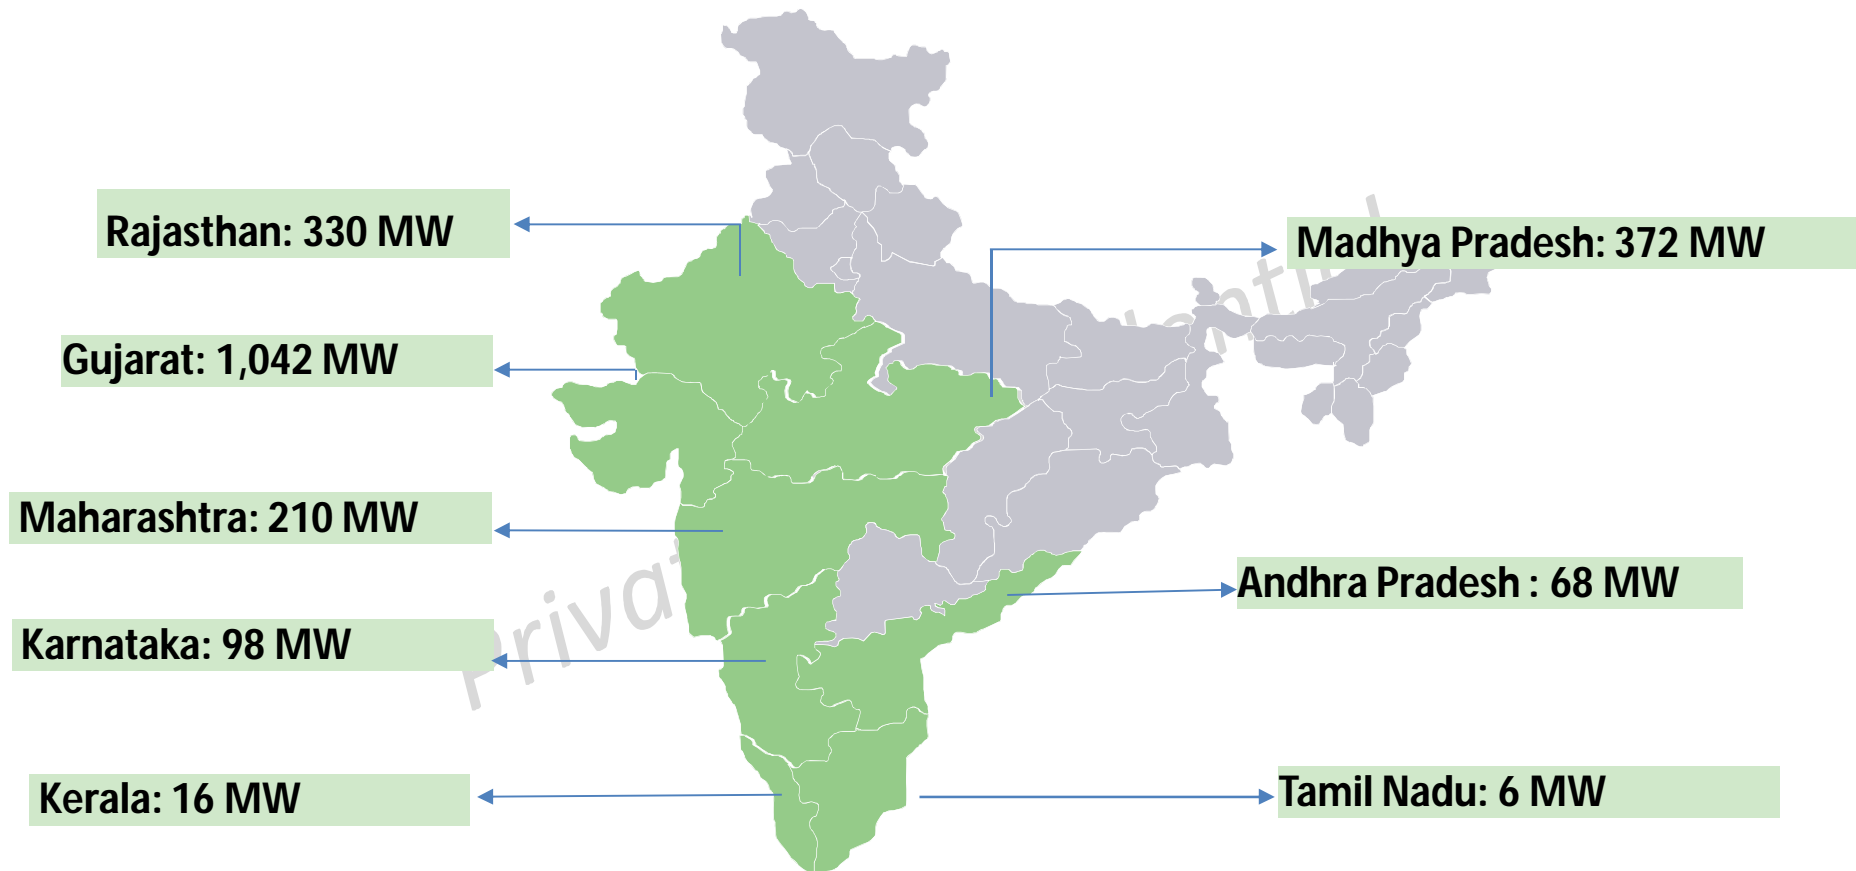 Rajasthan: 330 MW
Madhya Pradesh: 372 MW
Gujarat: 1,042 MW
Maharashtra: 210 MW
Andhra Pradesh : 68 MW
Karnataka: 98 MW
Kerala: 16 MW
Tamil Nadu: 6 MW